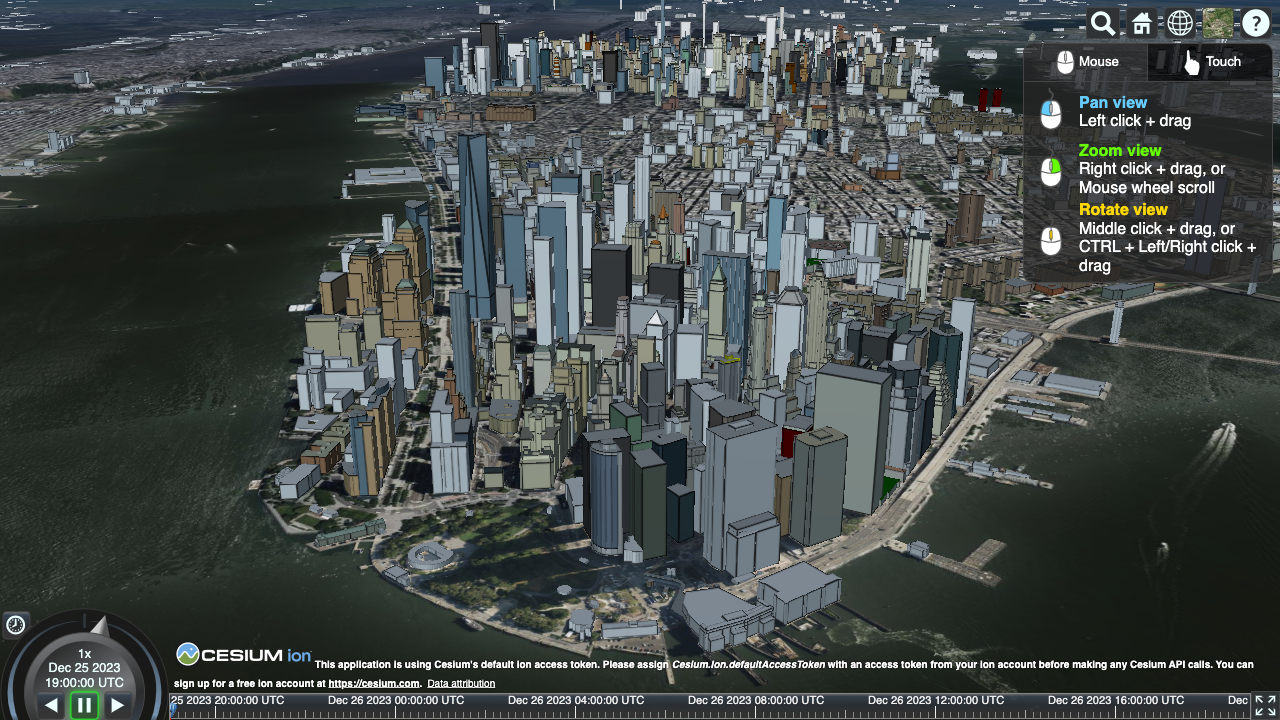 Mouse
Touch
Pan view
Left click + drag
Zoom view
Right click + drag, or
Mouse wheel scroll
Rotate view
Middle click + drag, or
CTRL + Left/Right click +
drag
?
1x
Dec 25 2023
19:00:00 UTC
CESIUM ion
This application is using Cesium's default ion access token. Please assign Cesium.Ion.defaultAccessToken with an access token from your ion account before making any Cesium API calls. You can
sign up for a free ion account at https://cesium.com. Data attribution
25 2023 20:00:00 UTC Dec 26 2023 00:00:00 UTC Dec 26 2023 04:00:00 UTC Dec 26 2023 08:00:00 UTC Dec 26 2023 12:00:00 UTC Dec 26 2023 16:00:00 UTC Dec